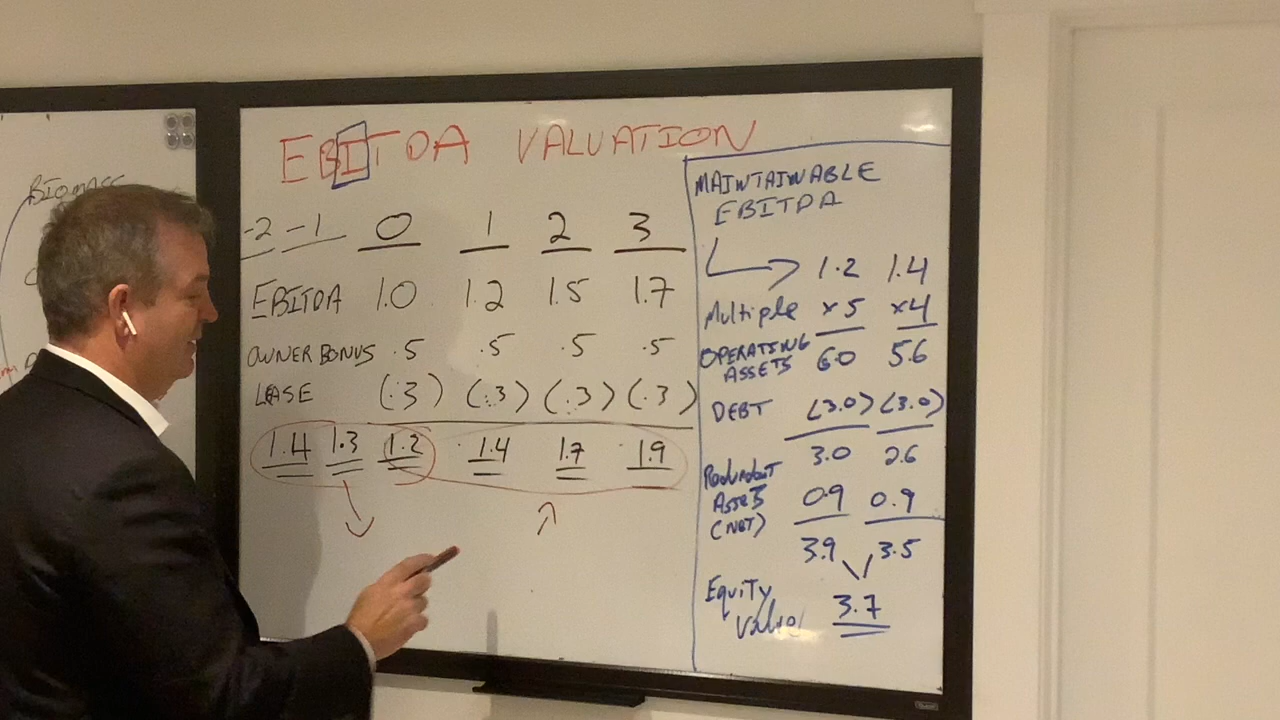 BIOMASS
EBITDA VALUATION
-2 -1 0 1 2 3
EBITDA 1.0 1.2 1.5 1.7
OWNER BONUS .5 .5 .5 .5
LEASE (.3) (.3) (.3) (.3)
1.4 1.3 1.2 1.4 1.7 1.9
MAINTAINABLE
EBITDA
1.2 1.4
Multiple x5 x4
OPERATING
ASSETS 6.0 5.6
DEBT (3.0) (3.0)
3.0 2.6
Redundant
Assets 0.9 0.9
(NET)
3.9 3.5
Equity
Value 3.7